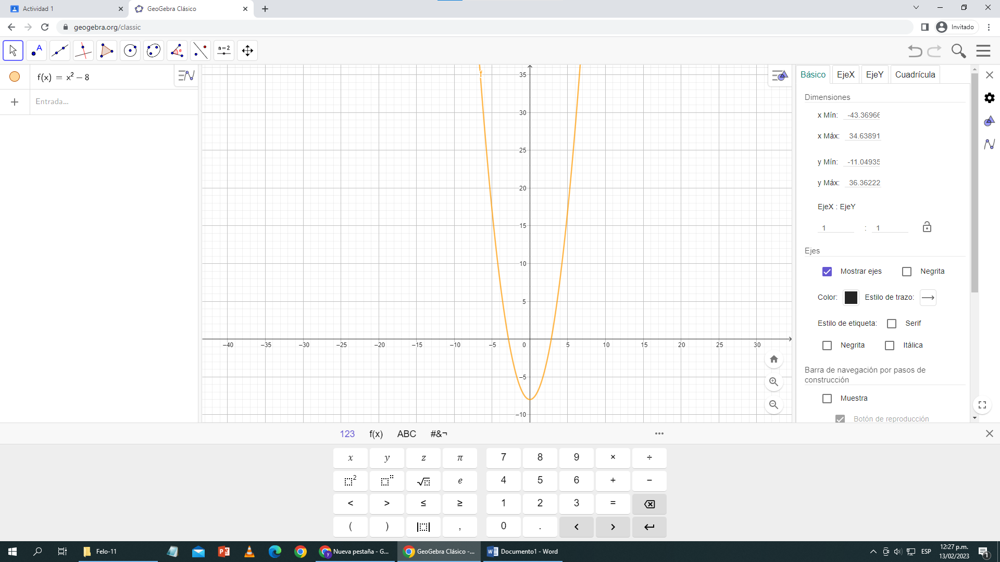 Actividad 1
GeoGebra Clásico
geogebra.org/classic
Invitado
A
a=2
f(x) = x² − 8
Entrada...
f
35
30
25
20
15
10
5
−5
−10
−40 −35 −30 −25 −20 −15 −10 −5 0 5 10 15 20 25 30
Básico EjeX EjeY Cuadrícula
Dimensiones
x Mín: -43.36966
x Máx: 34.63891
y Mín: -11.04935
y Máx: 36.36222
EjeX : EjeY
1 : 1
Ejes
Mostrar ejes Negrita
Color: Estilo de trazo:
Estilo de etiqueta: Serif
Negrita Itálica
Barra de navegación por pasos de
construcción
Muestra
Botón de reproducción
123 f(x) ABC #&¬
x y z π 7 8 9 × ÷
² √ e 4 5 6 + −
< > ≤ ≥ 1 2 3 =
( ) | | , 0 . < >
Felo-11
Nueva pestaña - G...
GeoGebra Clásico -...
Documento1 - Word
ESP
12:27 p.m.
13/02/2023
1